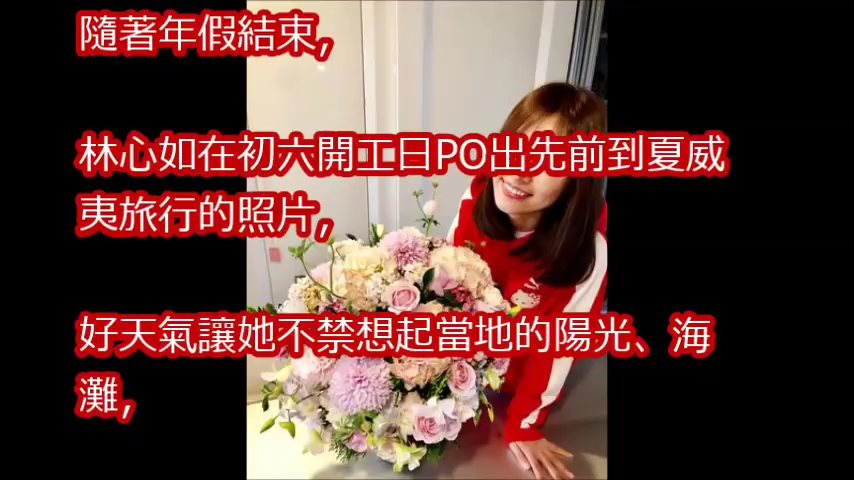 隨著年假結束,
林心如在初六開工日PO出先前到夏威
夷旅行的照片,
好天氣讓她不禁想起當地的陽光、海
灘,